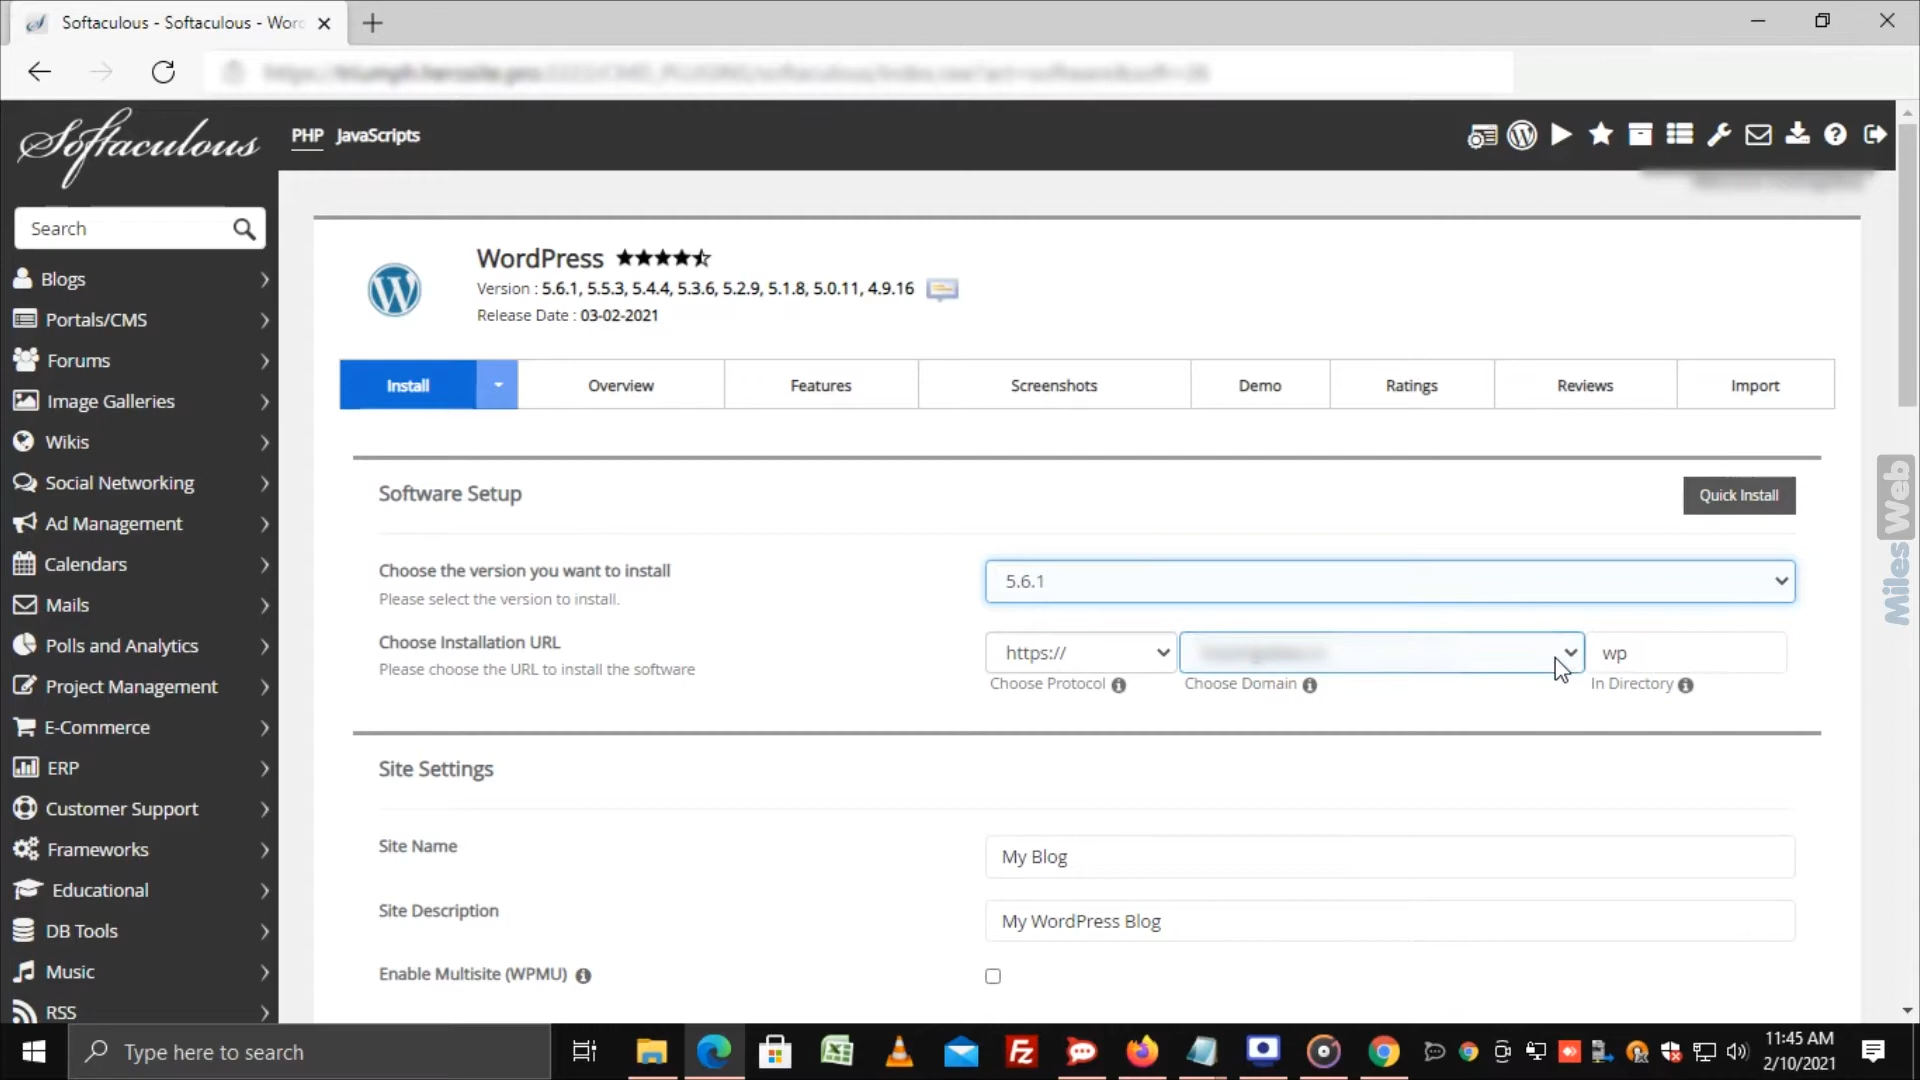 Softaculous - Softaculous - Wor
Softaculous
PHP JavaScripts
Search
Blogs
Portals/CMS
Forums
Image Galleries
Wikis
Social Networking
Ad Management
Calendars
Mails
Polls and Analytics
Project Management
E-Commerce
ERP
Customer Support
Frameworks
Educational
DB Tools
Music
RSS
WordPress
Version : 5.6.1, 5.5.3, 5.4.4, 5.3.6, 5.2.9, 5.1.8, 5.0.11, 4.9.16
Release Date : 03-02-2021
Install Overview Features Screenshots Demo Ratings Reviews Import
Software Setup
Quick Install
Choose the version you want to install
Please select the version to install.
5.6.1
Choose Installation URL
Please choose the URL to install the software
https://
wp
Choose Protocol
Choose Domain
In Directory
Site Settings
Site Name
My Blog
Site Description
My WordPress Blog
Enable Multisite (WPMU)
MilesWeb
Type here to search
11:45 AM
2/10/2021